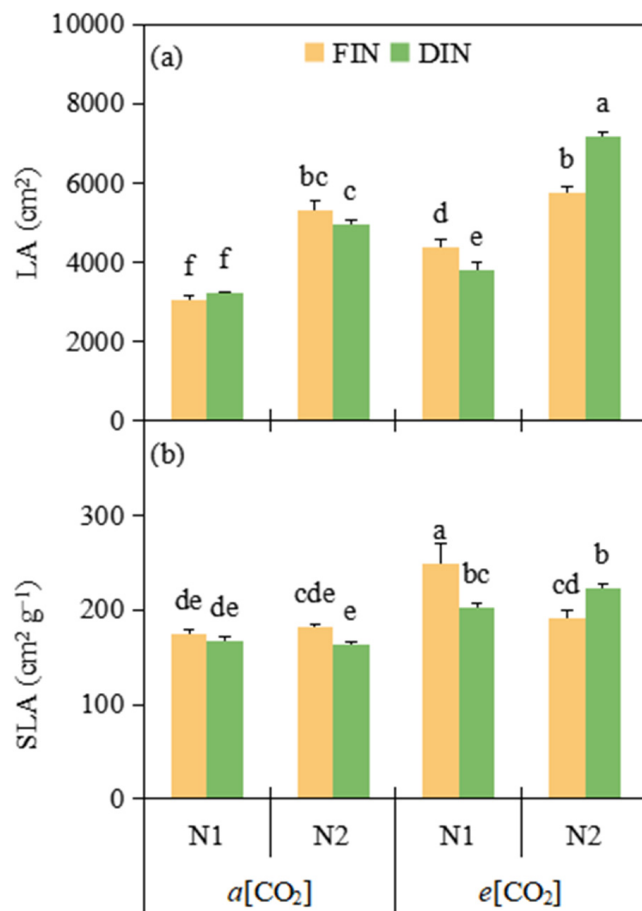 10000
(a)
FIN DIN
8000
a
bc
b
6000
c
d
e
LA (cm²)
4000
f f
2000
0
(b)
300
a
b
bc
cde
cd
de de
e
200
SLA (cm² g⁻¹)
100
0
N1 N2 N1 N2
a[CO₂] e[CO₂]